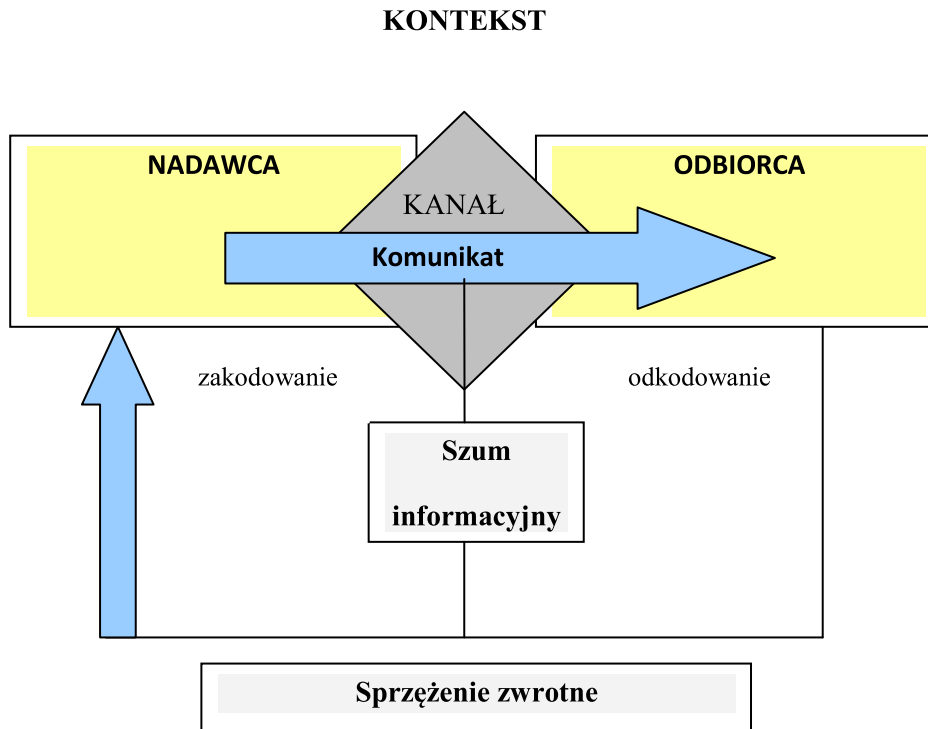 KONTEKST
NADAWCA
ODBIORCA
KANAŁ
Komunikat
zakodowanie
odkodowanie
Szum
informacyjny
Sprzężenie zwrotne